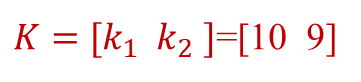 K = [k₁ k₂ ]=[10 9]